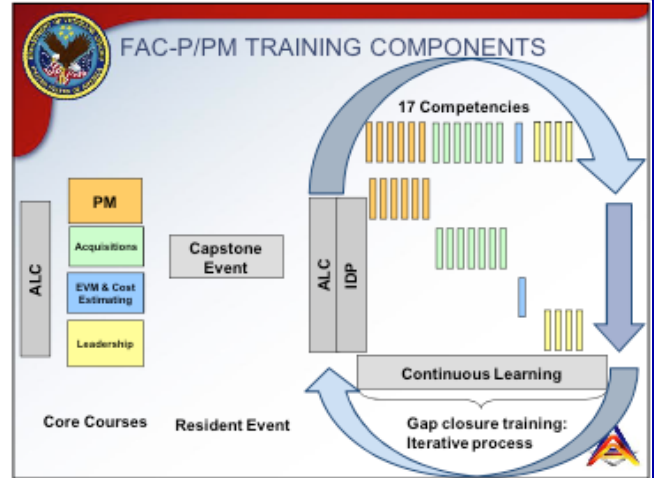 FAC-P/PM TRAINING COMPONENTS
17 Competencies
ALC
PM
Acquisitions
EVM & Cost
Estimating
Leadership
Capstone
Event
ALC
IDP
Continuous Learning
Core Courses
Resident Event
Gap closure training:
Iterative process